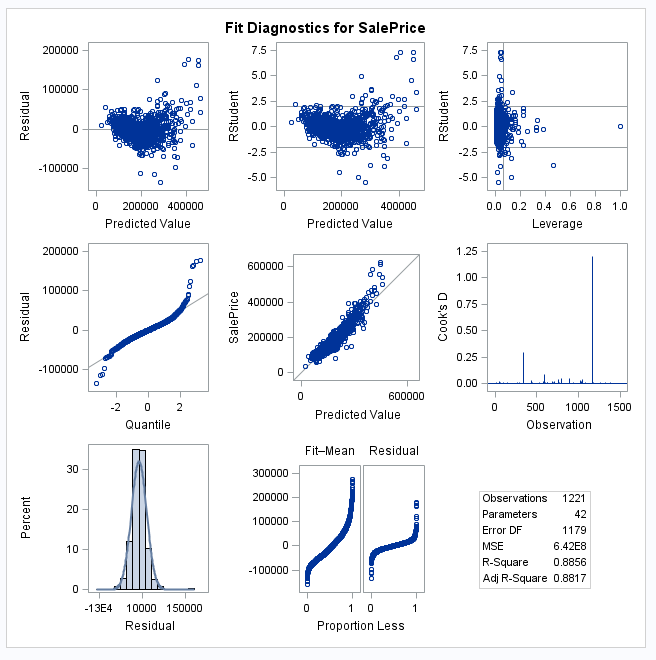 Fit Diagnostics for SalePrice
Residual
200000
100000
0
-100000
0 200000 400000
Predicted Value
RStudent
7.5
5.0
2.5
0.0
-2.5
-5.0
0 200000 400000
Predicted Value
RStudent
7.5
5.0
2.5
0.0
-2.5
-5.0
0.0 0.2 0.4 0.6 0.8 1.0
Leverage
Residual
200000
100000
0
-100000
-2 0 2
Quantile
SalePrice
600000
400000
200000
0
0 600000
Predicted Value
Cook's D
1.25
1.00
0.75
0.50
0.25
0.00
0 500 1000 1500
Observation
Percent
30
20
10
0
-13E4 10000 150000
Residual
Fit–Mean Residual
300000
200000
100000
0
-100000
0 1 0 1
Proportion Less
Observations 1221
Parameters 42
Error DF 1179
MSE 6.42E8
R-Square 0.8856
Adj R-Square 0.8817